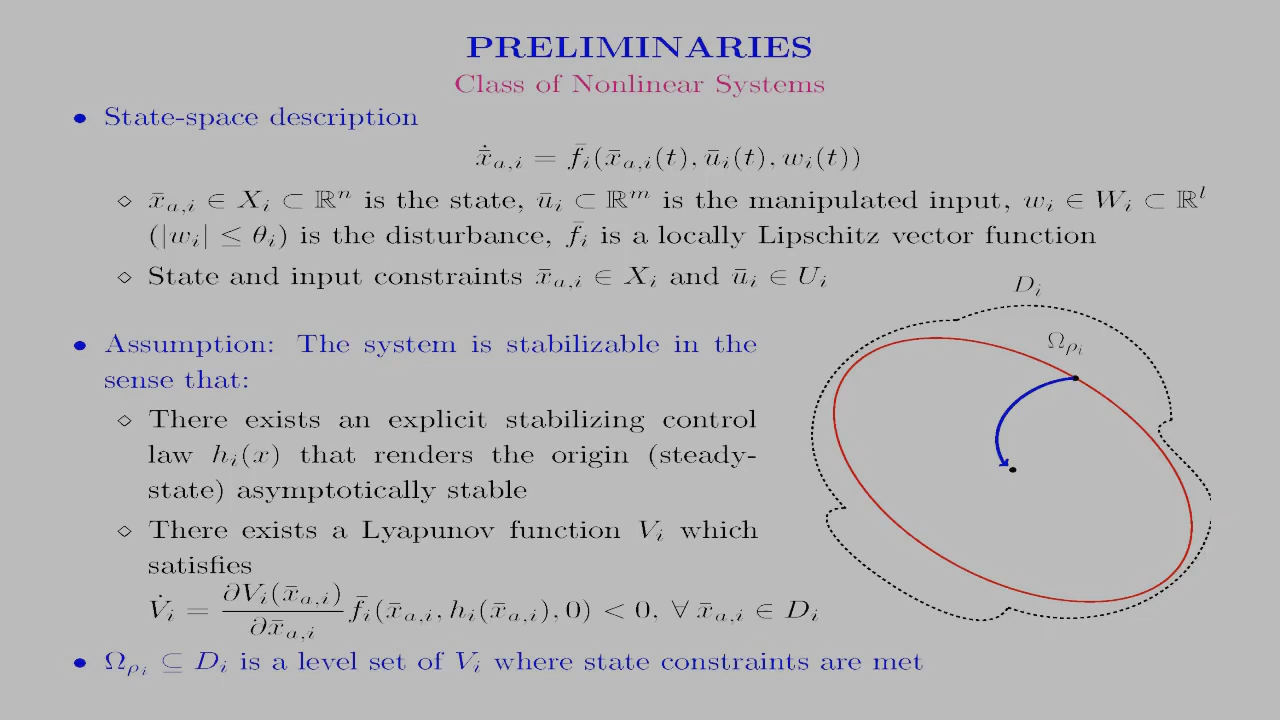 PRELIMINARIES
Class of Nonlinear Systems
• State-space description
ẋ̄ₐ,ᵢ = f̄ᵢ(x̄ₐ,ᵢ(t), ūᵢ(t), wᵢ(t))
⋄ x̄ₐ,ᵢ ∈ Xᵢ ⊂ ℝⁿ is the state, ūᵢ ⊂ ℝᵐ is the manipulated input, wᵢ ∈ Wᵢ ⊂ ℝˡ
(|wᵢ| ≤ θᵢ) is the disturbance, f̄ᵢ is a locally Lipschitz vector function
⋄ State and input constraints x̄ₐ,ᵢ ∈ Xᵢ and ūᵢ ∈ Uᵢ
Dᵢ
Ω_ρᵢ
• Assumption: The system is stabilizable in the
sense that:
⋄ There exists an explicit stabilizing control
law hᵢ(x) that renders the origin (steady-
state) asymptotically stable
⋄ There exists a Lyapunov function Vᵢ which
satisfies
V̇ᵢ = ∂Vᵢ(x̄ₐ,ᵢ)/∂x̄ₐ,ᵢ f̄ᵢ(x̄ₐ,ᵢ, hᵢ(x̄ₐ,ᵢ), 0) < 0, ∀ x̄ₐ,ᵢ ∈ Dᵢ
• Ω_ρᵢ ⊆ Dᵢ is a level set of Vᵢ where state constraints are met